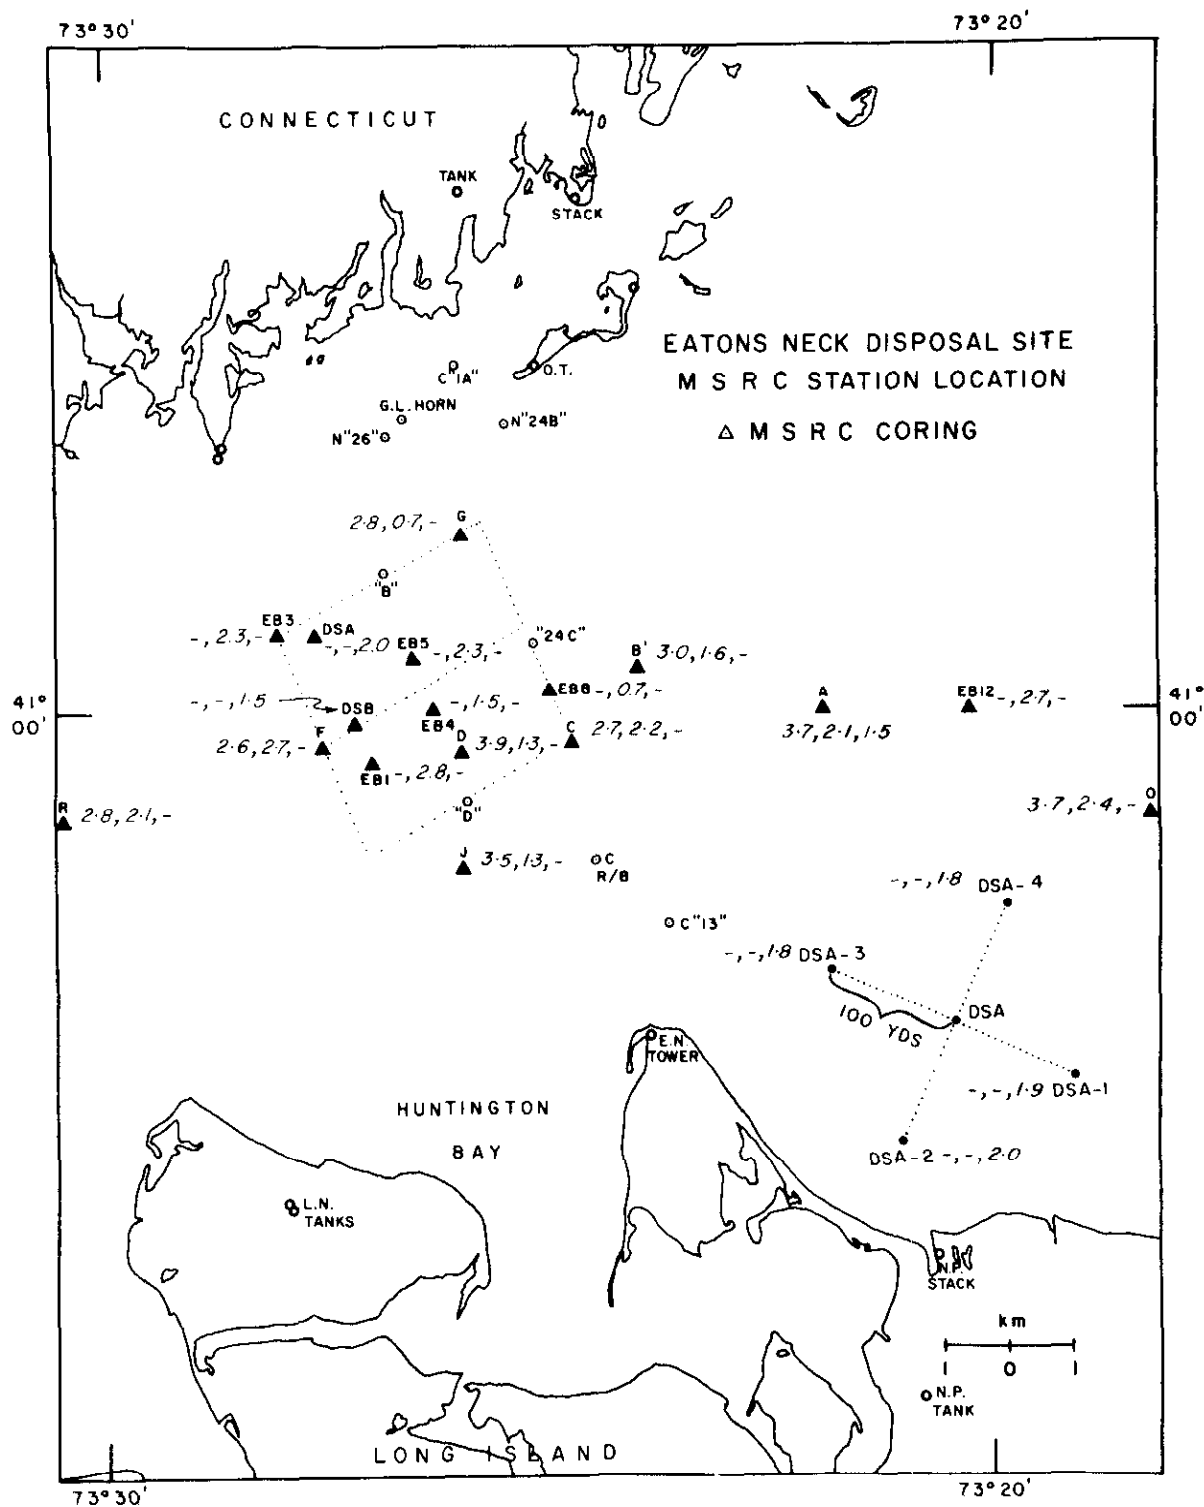 73° 30'
73° 20'
CONNECTICUT
TANK
STACK
EATONS NECK DISPOSAL SITE
M S R C STATION LOCATION
△ M S R C CORING
C "1A"
O.T.
G.L. HORN
N"26"
N"24B"
2.8, 0.7, -
G
"B"
EB3
-, 2.3, -
DSA
-, -, 2.0
EB5
-, 2.3, -
"24C"
B'
3.0, 1.6, -
-, -, 1.5
DSB
-, 1.5, -
EB4
EB8
-, 0.7, -
A
3.7, 2.1, 1.5
EB12
-, 2.7, -
41° 00'
41° 00'
F
2.6, 2.7, -
EB1
-, 2.8, -
D
3.9, 1.3, -
C
2.7, 2.2, -
R
2.8, 2.1, -
"D"
O
3.7, 2.4, -
J
3.5, 1.3, -
C
R/B
-, -, 1.8 DSA-4
C"13"
-, -, 1.8 DSA-3
100 YDS
DSA
-, -, 1.9 DSA-1
DSA-2 -, -, 2.0
E.N.
TOWER
HUNTINGTON
BAY
L.N.
TANKS
N.P.
STACK
km
1 0 1
N.P.
TANK
LONG ISLAND
73° 30'
73° 20'